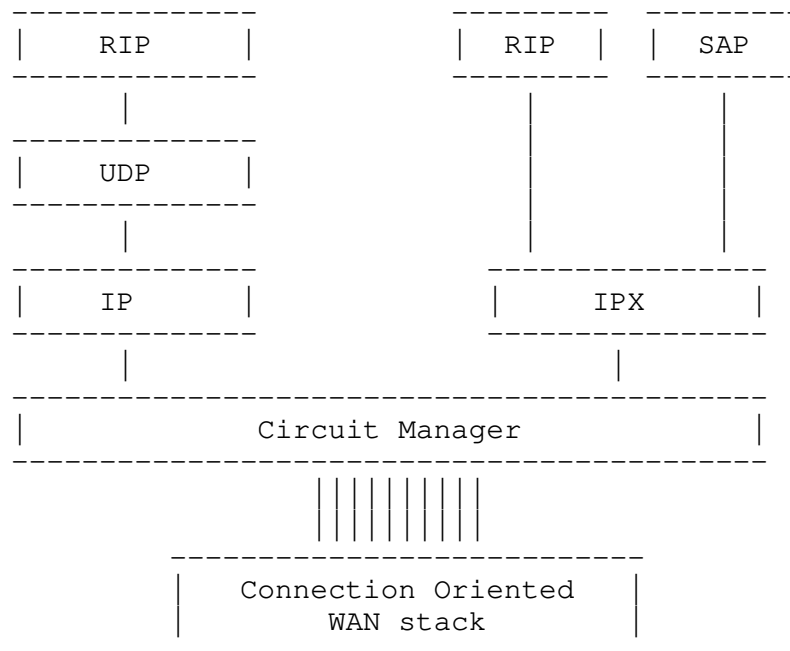 RIP RIP SAP
UDP
IP IPX
Circuit Manager
Connection Oriented
WAN stack